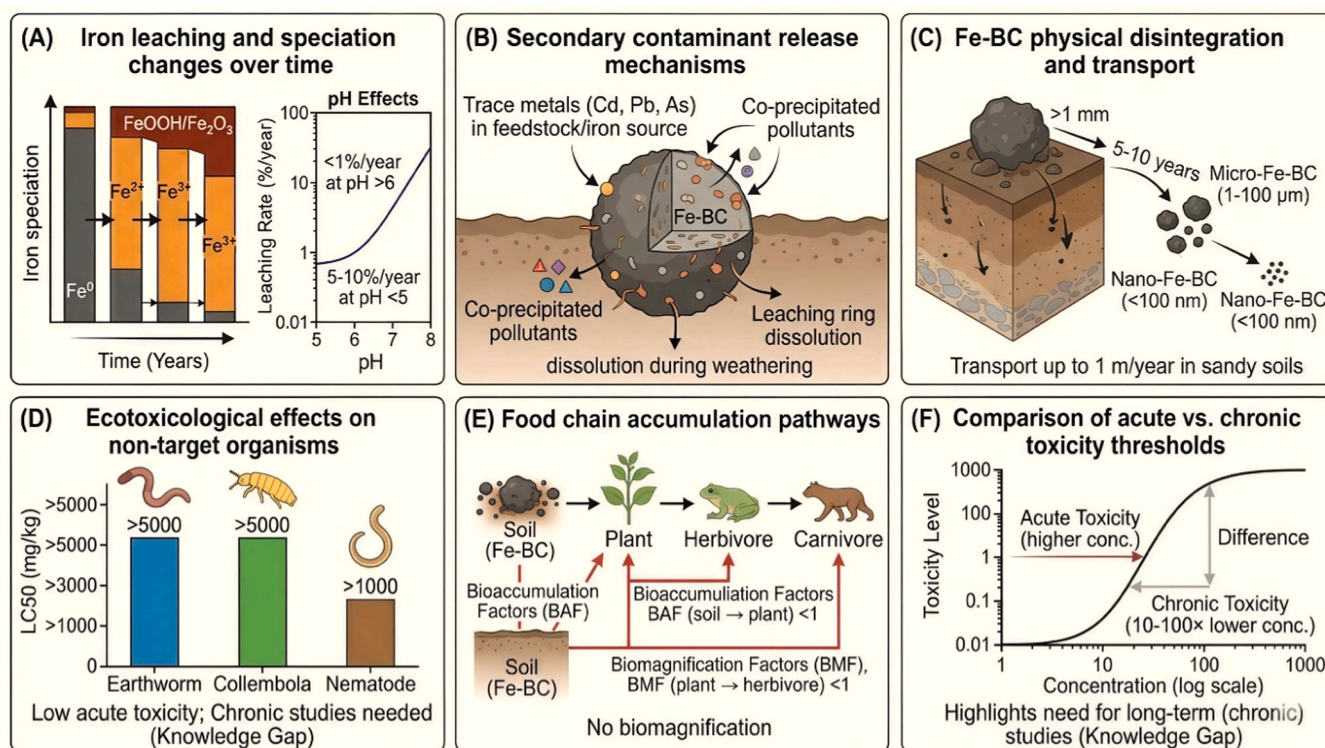 (A) Iron leaching and speciation
changes over time
Iron speciation
FeOOH/Fe₂O₃
Fe²⁺
Fe³⁺
Fe³⁺
Fe⁰
Time (Years)
pH Effects
Leaching Rate (%/year)
100
10
1
0.1
0.01
<1%/year
at pH >6
5-10%/year
at pH <5
5
6
7
8
pH
(B) Secondary contaminant release
mechanisms
Trace metals (Cd, Pb, As)
in feedstock/iron source
Co-precipitated
pollutants
Fe-BC
Co-precipitated
pollutants
Leaching ring
dissolution
dissolution during weathering
(C) Fe-BC physical disintegration
and transport
>1 mm
5-10 years
Micro-Fe-BC
(1-100 µm)
Nano-Fe-BC
(<100 nm)
Nano-Fe-BC
(<100 nm)
Transport up to 1 m/year in sandy soils
(D) Ecotoxicological effects on
non-target organisms
LC50 (mg/kg)
>5000
>5000
>3000
>1000
0
>5000
>5000
>1000
Earthworm
Collembola
Nematode
Low acute toxicity; Chronic studies needed
(Knowledge Gap)
(E) Food chain accumulation pathways
Soil
(Fe-BC)
Plant
Herbivore
Carnivore
Bioaccumulation
Factors (BAF)
Bioaccumuliation Factors
BAF (soil → plant) <1
Soil
(Fe-BC)
Biomagnification Factors (BMF),
BMF (plant → herbivore) <1
No biomagnification
(F) Comparison of acute vs. chronic
toxicity thresholds
Toxicity Level
1000
10
1
0.1
0.01
Acute Toxicity
(higher conc.)
Difference
Chronic Toxicity
(10-100× lower conc.)
1
10
100
1000
Concentration (log scale)
Highlights need for long-term (chronic)
studies (Knowledge Gap)